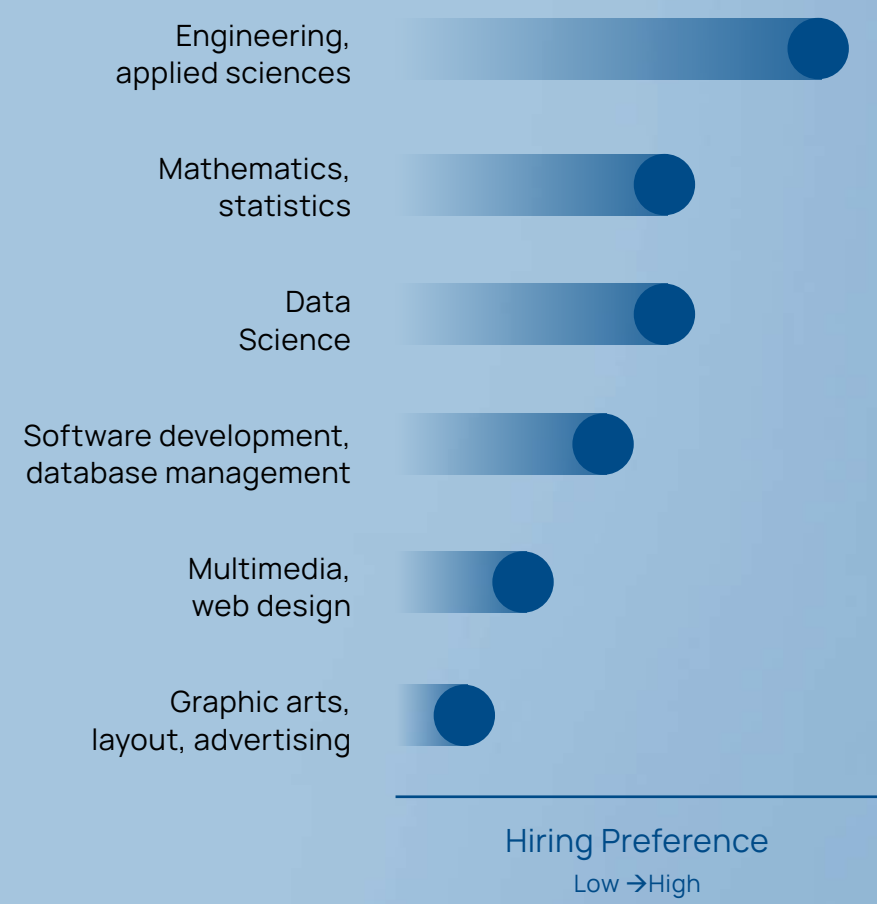 Engineering,
applied sciences
Mathematics,
statistics
Data
Science
Software development,
database management
Multimedia,
web design
Graphic arts,
layout, advertising
Hiring Preference
Low →High